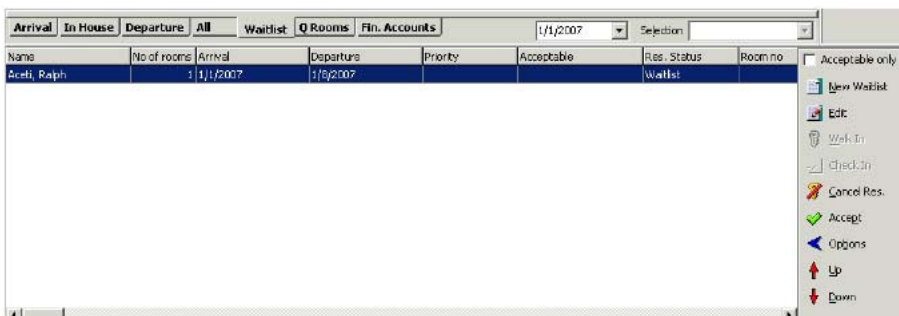 Arrival In House Departure All Waitlist Q Rooms Fin. Accounts 1/1/2007 Selection
Name No of rooms Arrival Departure Priority Acceptable Res. Status Room no
Aceti, Ralph 1 1/1/2007 1/8/2007 Waitlist
Acceptable only
New Waitlist
Edit
Walk In
Check In
Cancel Res.
Accept
Options
Up
Down